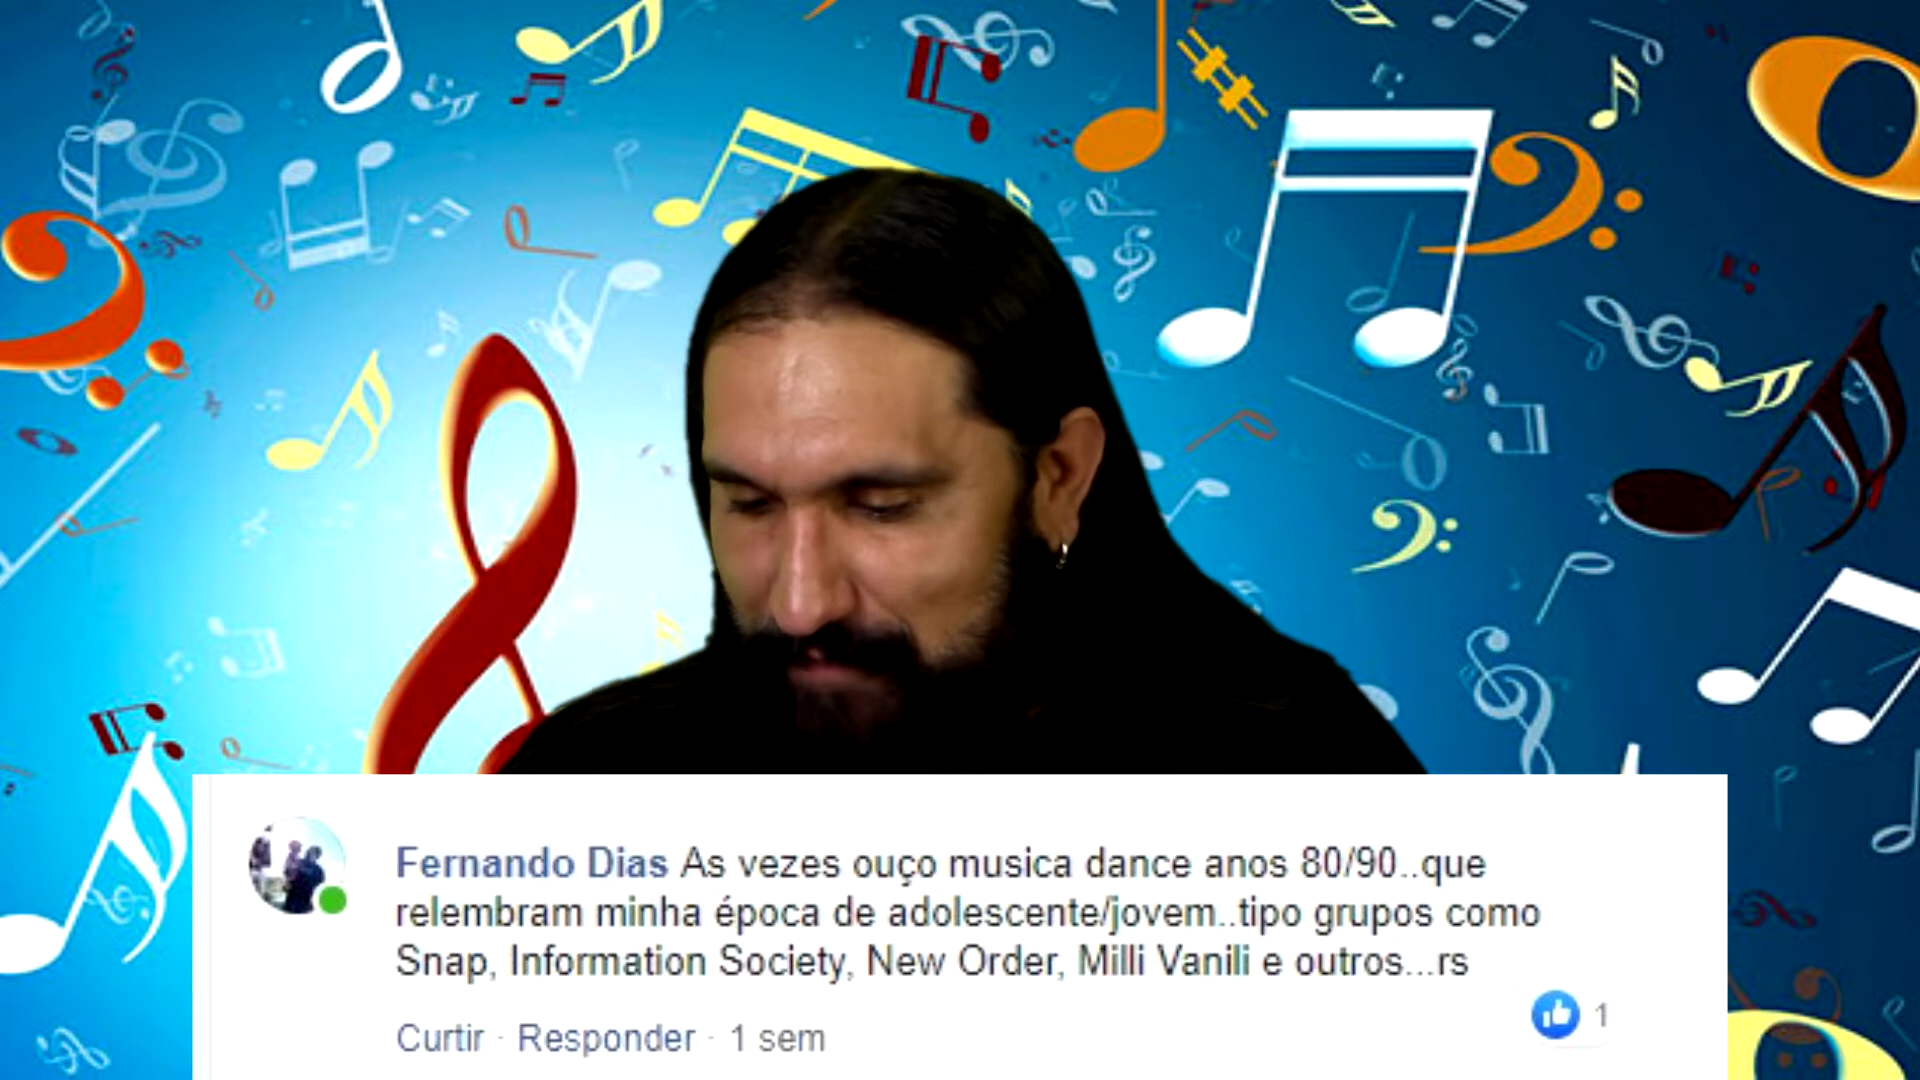 Fernando Dias As vezes ouço musica dance anos 80/90..que
relembram minha época de adolescente/jovem..tipo grupos como
Snap, Information Society, New Order, Milli Vanili e outros...rs
1
Curtir · Responder · 1 sem